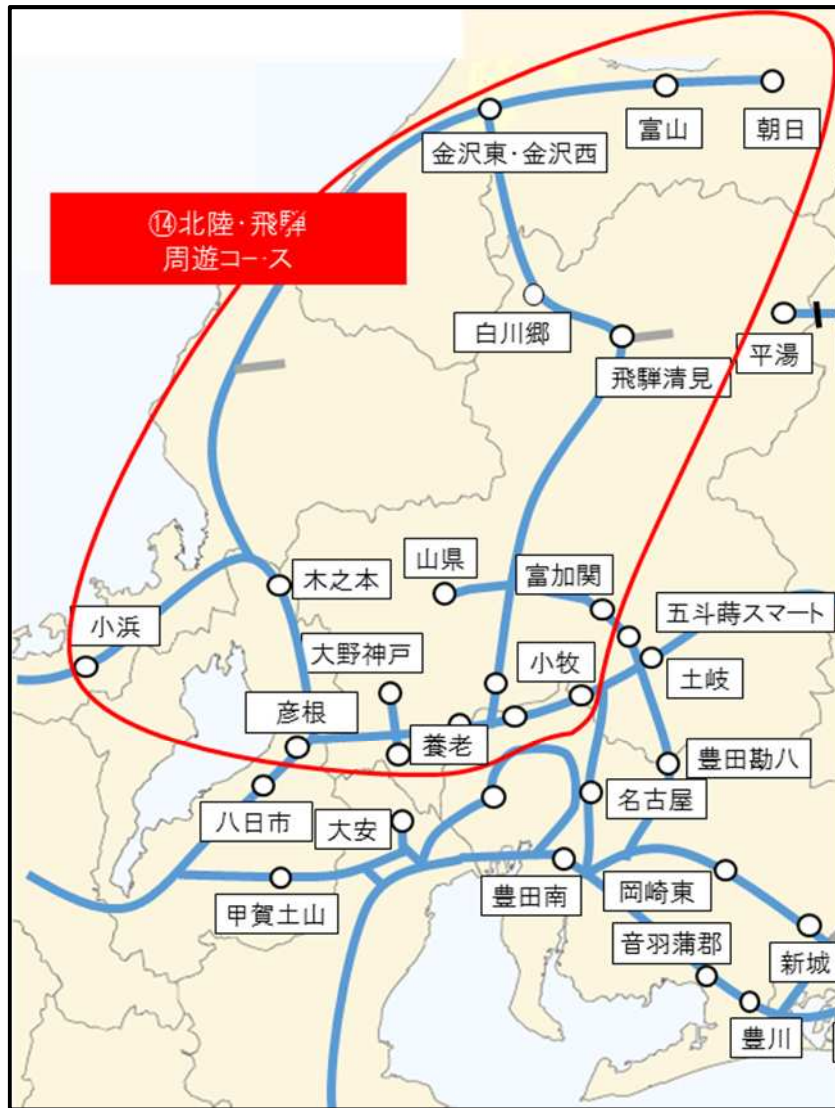 富山
朝日
金沢東・金沢西
⑭北陸・飛騨
周遊コース
白川郷
平湯
飛騨清見
山県
富加関
木之本
五斗蒔スマート
小浜
大野神戸
小牧
土岐
彦根
養老
豊田勘八
八日市
大安
名古屋
甲賀土山
豊田南
岡崎東
音羽蒲郡
新城
豊川